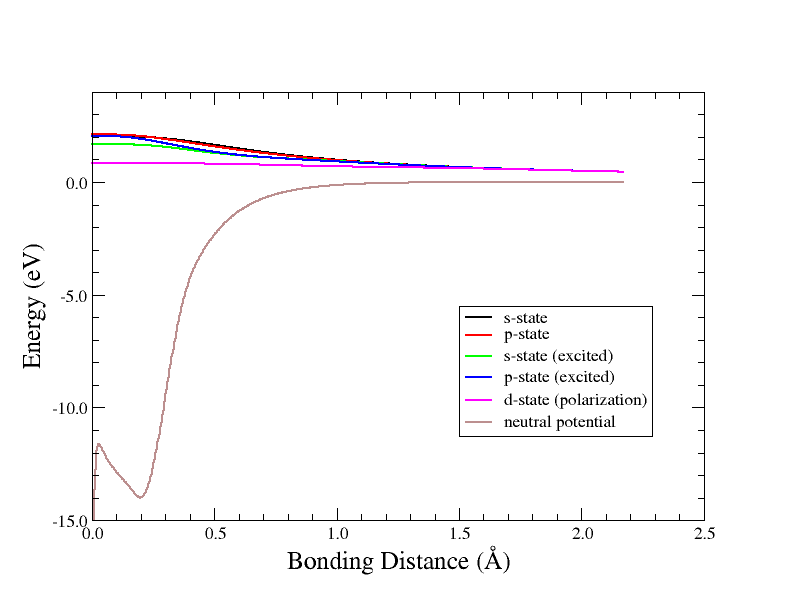 Energy (eV)
0.0
-5.0
-10.0
-15.0
s-state
p-state
s-state (excited)
p-state (excited)
d-state (polarization)
neutral potential
0.0 0.5 1.0 1.5 2.0 2.5
Bonding Distance (Å)